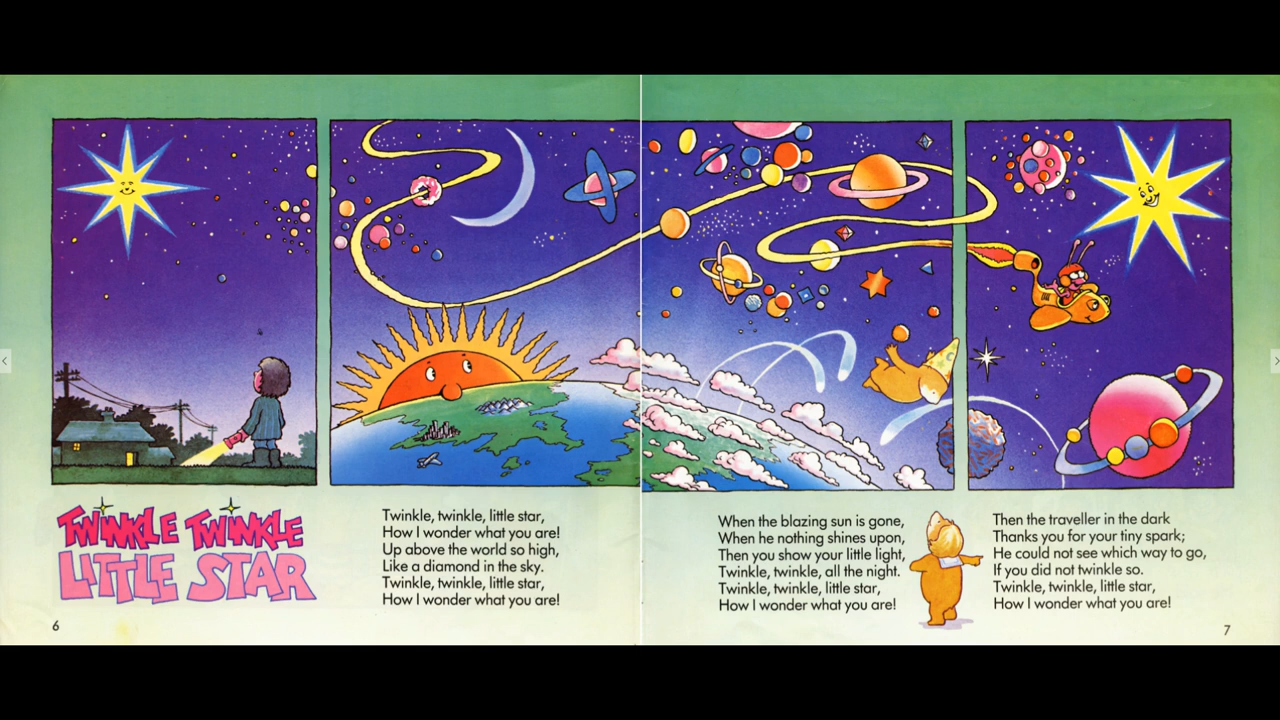 TWINKLE TWINKLE
LITTLE STAR
Twinkle, twinkle, little star,
How I wonder what you are!
Up above the world so high,
Like a diamond in the sky.
Twinkle, twinkle, little star,
How I wonder what you are!
6
When the blazing sun is gone,
When he nothing shines upon,
Then you show your little light,
Twinkle, twinkle, all the night.
Twinkle, twinkle, little star,
How I wonder what you are!
Then the traveller in the dark
Thanks you for your tiny spark;
He could not see which way to go,
If you did not twinkle so.
Twinkle, twinkle, little star,
How I wonder what you are!
7